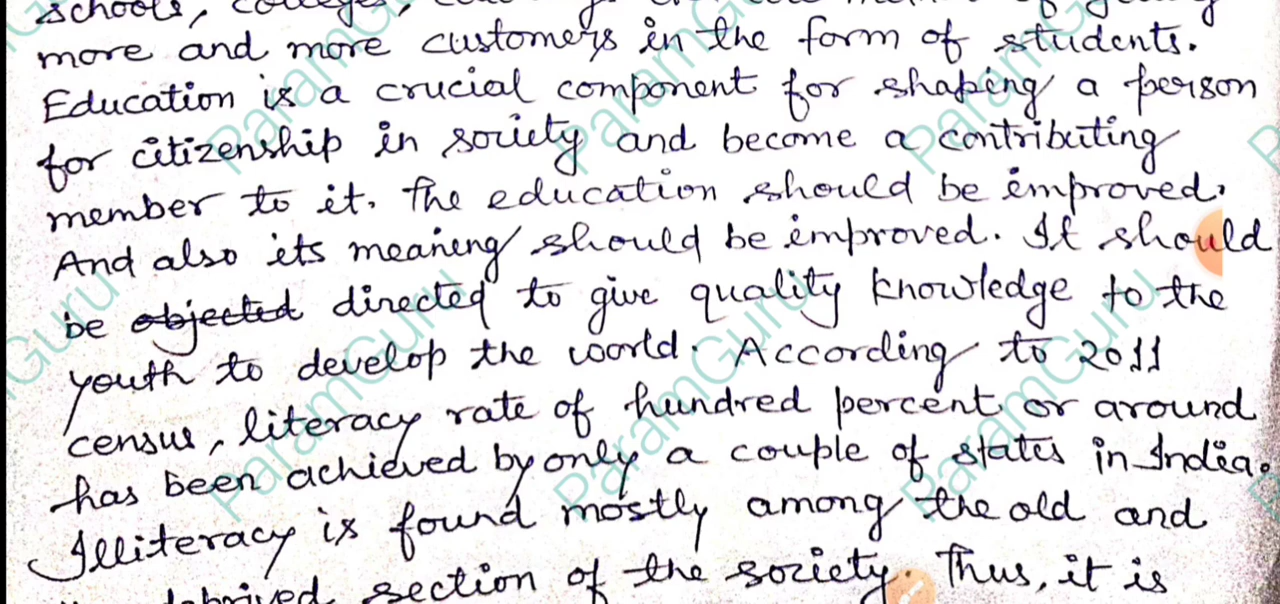 schools, colleges,
more and more customers in the form of students.
Education is a crucial component for shaping a person
for citizenship in society and become a contributing
member to it. The education should be improved.
And also its meaning should be improved. It should
be objected directed to give quality knowledge to the
youth to develop the world. According to 2011
census, literacy rate of hundred percent or around
has been achieved by only a couple of states in India.
Illiteracy is found mostly among the old and
section of the society. Thus, it is
ParamGuru